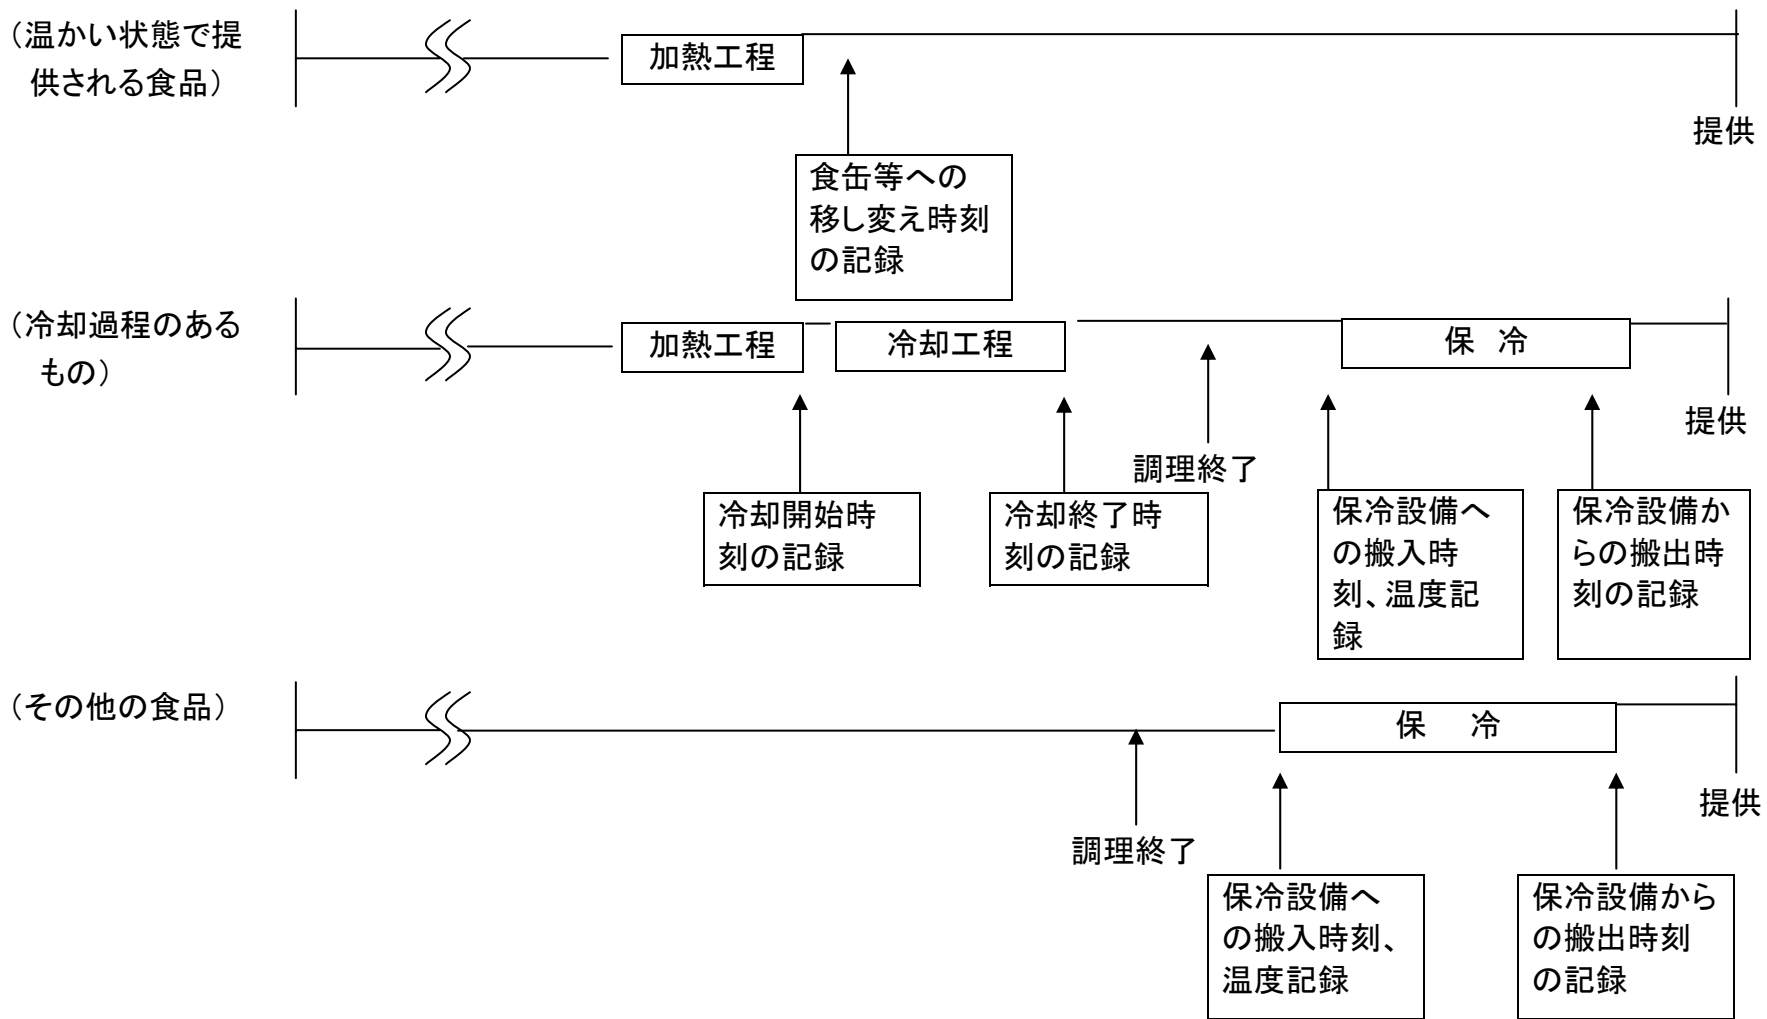 （温かい状態で提
供される食品）
加熱工程
提供
食缶等への
移し変え時刻
の記録
（冷却過程のある
もの）
加熱工程
冷却工程
保 冷
提供
調理終了
冷却開始時
刻の記録
冷却終了時
刻の記録
保冷設備へ
の搬入時
刻、温度記
録
保冷設備か
らの搬出時
刻の記録
（その他の食品）
保 冷
提供
調理終了
保冷設備へ
の搬入時刻、
温度記録
保冷設備から
の搬出時刻
の記録